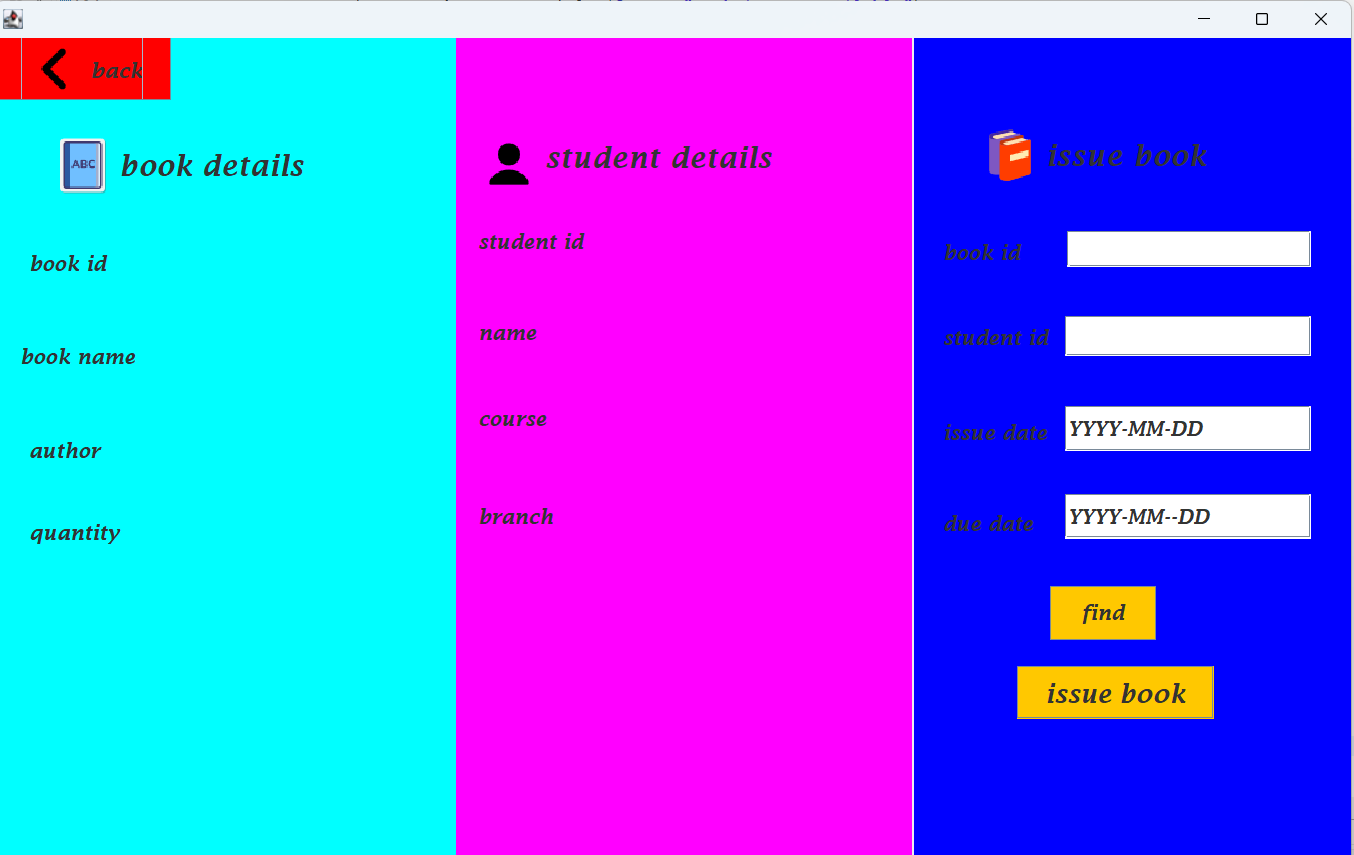 back
ABC
book details
book id
book name
author
quantity
student details
student id
name
course
branch
issue book
book id
student id
issue date
YYYY-MM-DD
due date
YYYY-MM--DD
find
issue book